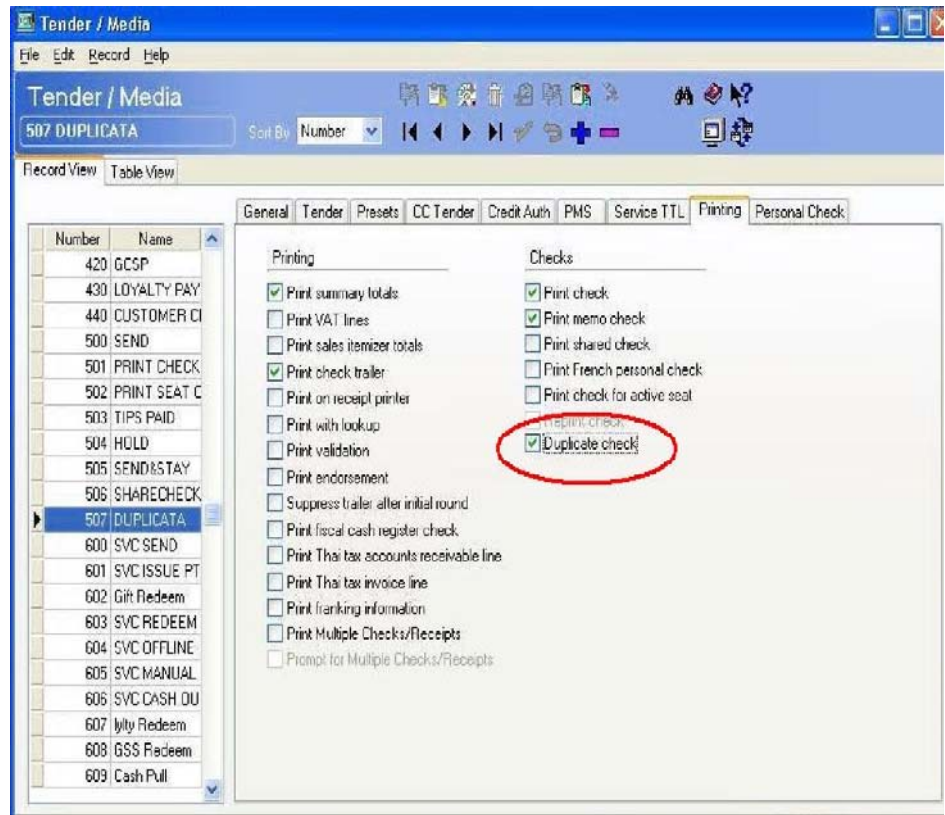 Tender / Media
File Edit Record Help
Tender / Media
507 DUPLICATA
Sort By Number
Record View Table View
General Tender Presets CC Tender Credit Auth PMS Service TTL Printing Personal Check
Number Name
420 GCSP
430 LOYALTY PAY
440 CUSTOMER CI
500 SEND
501 PRINT CHECK
502 PRINT SEAT C
503 TIPS PAID
504 HOLD
505 SEND&STAY
506 SHARECHECK
507 DUPLICATA
600 SVC SEND
601 SVC ISSUE PT
602 Gift Redeem
603 SVC REDEEM
604 SVC OFFLINE
605 SVC MANUAL
606 SVC CASH OU
607 lylty Redeem
608 GSS Redeem
609 Cash Pull
Printing
Print summary totals
Print VAT lines
Print sales itemizer totals
Print check trailer
Print on receipt printer
Print with lookup
Print validation
Print endorsement
Suppress trailer after initial round
Print fiscal cash register check
Print Thai tax accounts receivable line
Print Thai tax invoice line
Print franking information
Print Multiple Checks/Receipts
Prompt for Multiple Checks/Receipts
Checks
Print check
Print memo check
Print shared check
Print French personal check
Print check for active seat
Reprint check
Duplicate check